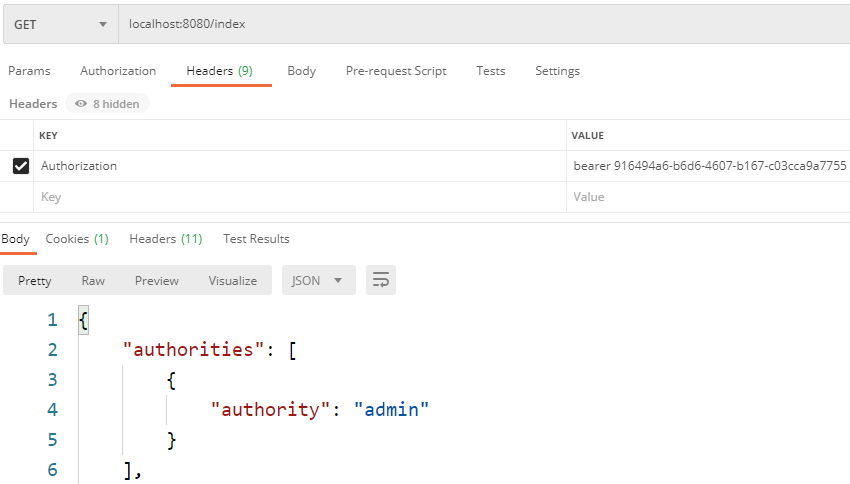 GET localhost:8080/index
Params Authorization Headers (9) Body Pre-request Script Tests Settings
Headers 8 hidden
KEY VALUE
Authorization bearer 916494a6-b6d6-4607-b167-c03cca9a7755
Key Value
Body Cookies (1) Headers (11) Test Results
Pretty Raw Preview Visualize JSON
1 {
2 "authorities": [
3 {
4 "authority": "admin"
5 }
6 ],